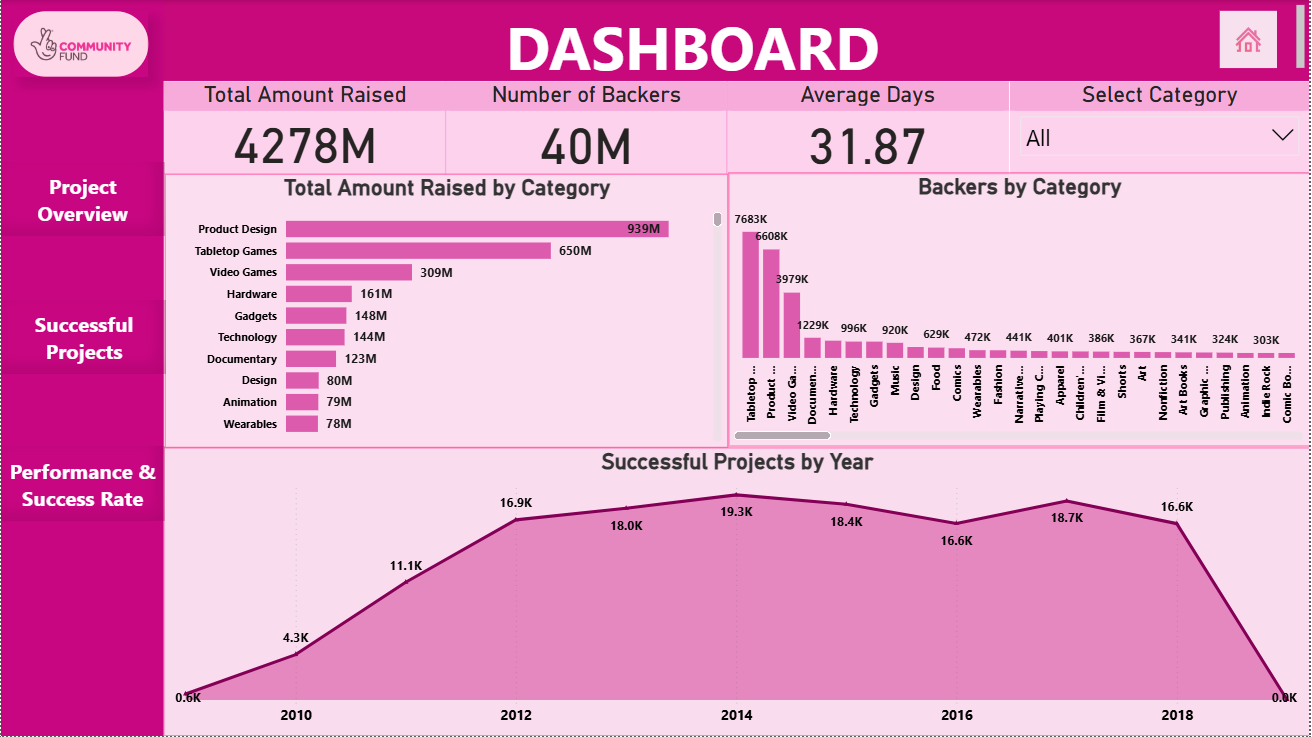 COMMUNITY
FUND
DASHBOARD
Total Amount Raised
4278M
Number of Backers
40M
Average Days
31.87
Select Category
All
Project
Overview
Successful
Projects
Performance &
Success Rate
Total Amount Raised by Category
Product Design 939M
Tabletop Games 650M
Video Games 309M
Hardware 161M
Gadgets 148M
Technology 144M
Documentary 123M
Design 80M
Animation 79M
Wearables 78M
Backers by Category
7683K
6608K
3979K
1229K
996K
920K
629K
472K
441K
401K
386K
367K
341K
324K
303K
Tabletop ...
Product ...
Video Ga...
Documen...
Hardware
Technology
Gadgets
Music
Design
Food
Comics
Wearables
Fashion
Narrative...
Playing C...
Apparel
Children'...
Film & Vi...
Shorts
Art
Nonfiction
Art Books
Graphic ...
Publishing
Animation
Indie Rock
Comic Bo...
Successful Projects by Year
0.6K
4.3K
11.1K
16.9K
18.0K
19.3K
18.4K
16.6K
18.7K
16.6K
0.0K
2010 2012 2014 2016 2018